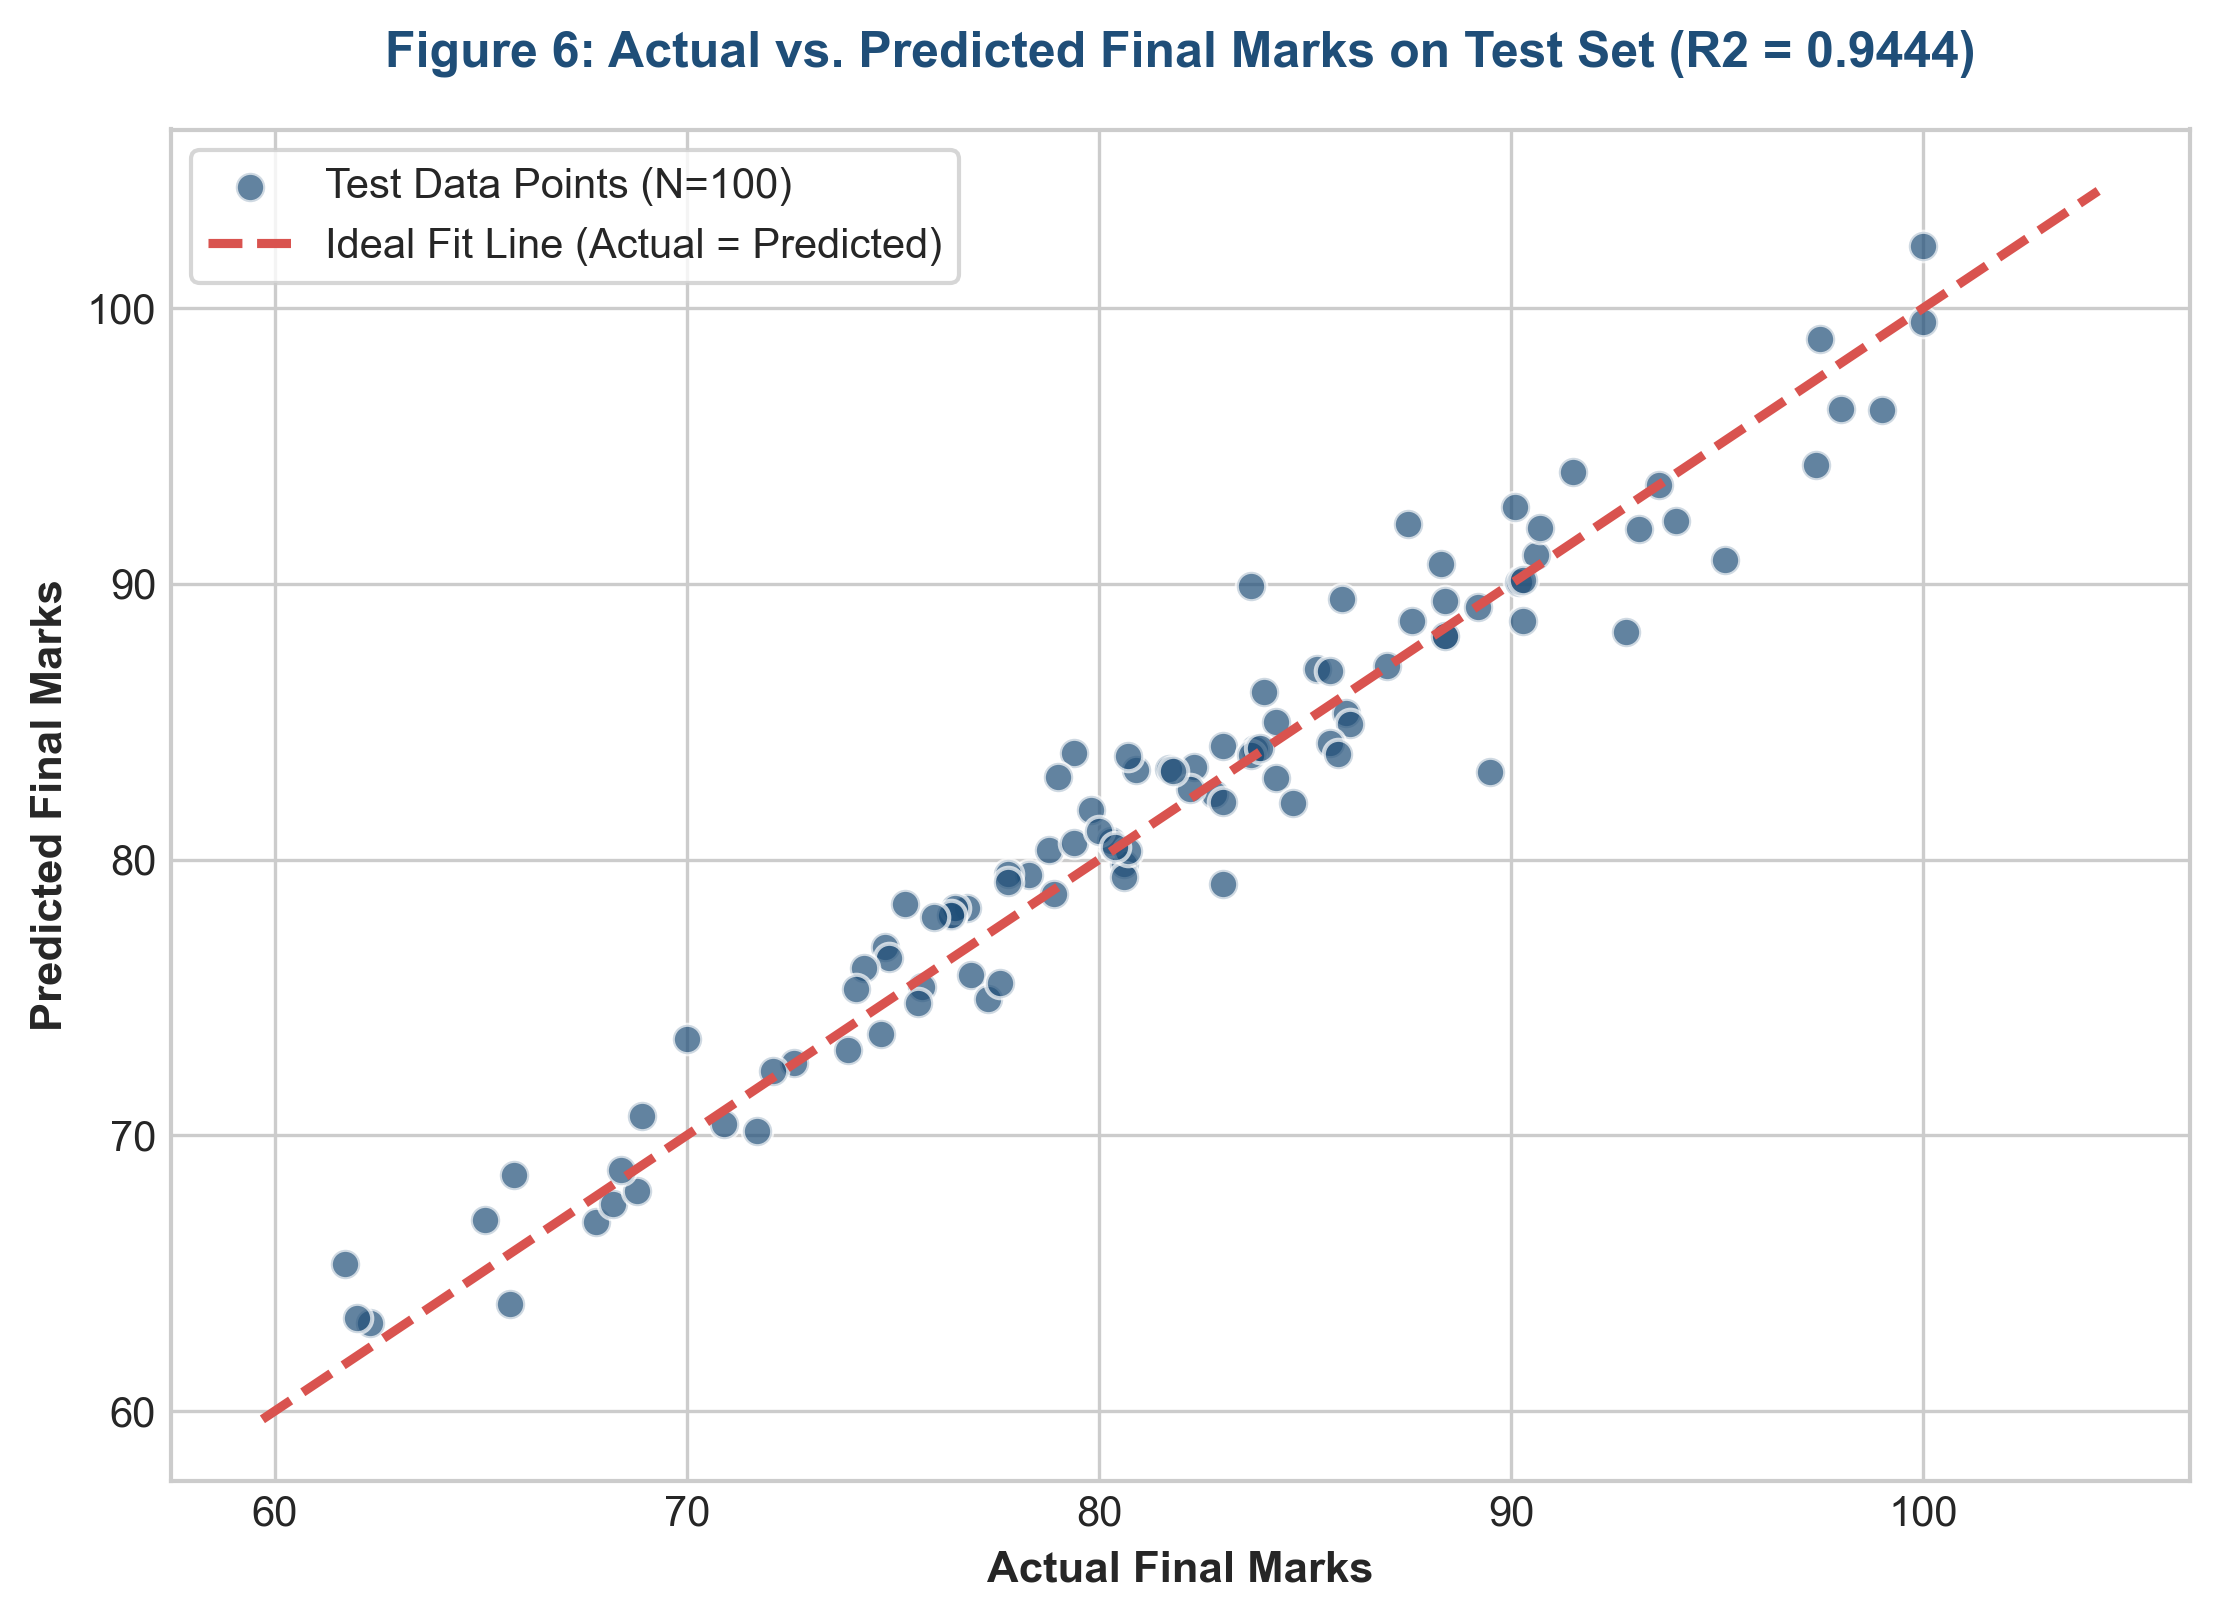 Figure 6: Actual vs. Predicted Final Marks on Test Set (R2 = 0.9444)
Test Data Points (N=100)
Ideal Fit Line (Actual = Predicted)
Predicted Final Marks
100
90
80
70
60
60 70 80 90 100
Actual Final Marks